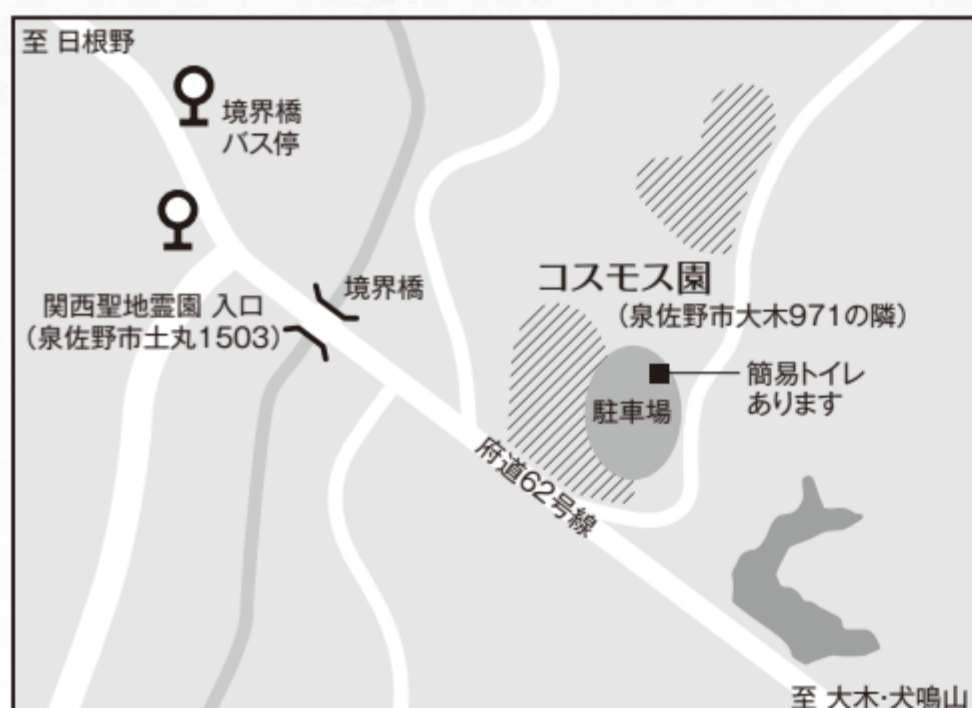 至 日根野
境界橋
バス停
境界橋
関西聖地霊園 入口
（泉佐野市土丸1503）
コスモス園
（泉佐野市大木971の隣）
簡易トイレ
あります
駐車場
府道62号線
至 大木・犬鳴山